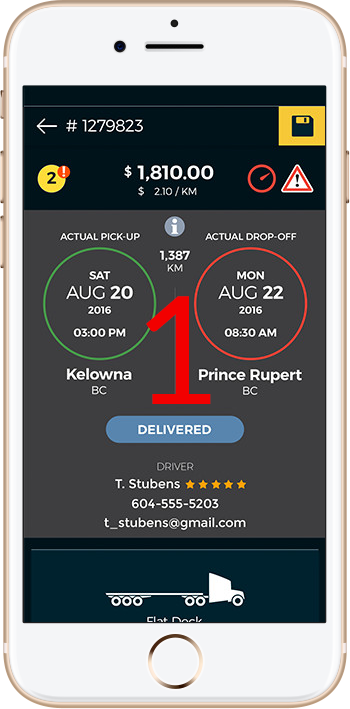 # 1279823
2 !
$ 1,810.00
$ 2.10 / KM
ACTUAL PICK-UP
ACTUAL DROP-OFF
i
1,387
KM
SAT
AUG 20
2016
03:00 PM
MON
AUG 22
2016
08:30 AM
1
Kelowna
BC
Prince Rupert
BC
DELIVERED
DRIVER
T. Stubens
604-555-5203
t_stubens@gmail.com
Flat Deck